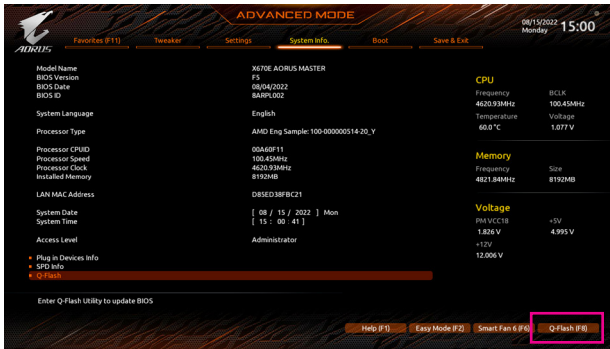 ADVANCED MODE
08/15/2022 Monday 15:00
AORUS
Favorites (F11) Tweaker Settings System Info. Boot Save & Exit
Model Name X670E AORUS MASTER
BIOS Version F5
BIOS Date 08/04/2022
BIOS ID 8ARPL002
System Language English
Processor Type AMD Eng Sample: 100-000000514-20_Y
Processor CPUID 00A60F11
Processor Speed 100.45MHz
Processor Clock 4620.93MHz
Installed Memory 8192MB
LAN MAC Address D85ED38FBC21
System Date [ 08 / 15 / 2022 ] Mon
System Time [ 15 : 00 : 41 ]
Access Level Administrator
Plug in Devices Info
SPD Info
Q-Flash
Enter Q-Flash Utility to update BIOS
CPU
Frequency BCLK
4620.93MHz 100.45MHz
Temperature Voltage
60.0 °C 1.077 V
Memory
Frequency Size
4821.84MHz 8192MB
Voltage
PM VCC18 +5V
1.826 V 4.995 V
+12V
12.006 V
Help (F1) Easy Mode (F2) Smart Fan 6 (F6) Q-Flash (F8)